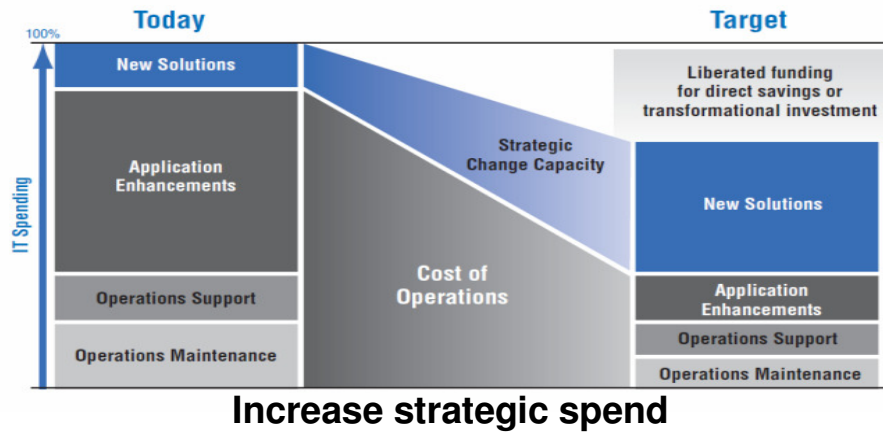 Today
Target
100%
New Solutions
Application
Enhancements
Operations Support
Operations Maintenance
IT Spending
Strategic
Change Capacity
Cost of
Operations
Liberated funding
for direct savings or
transformational investment
New Solutions
Application
Enhancements
Operations Support
Operations Maintenance
Increase strategic spend